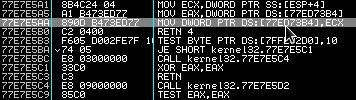 77E7E5A1 8B4C24 04 MOV ECX,DWORD PTR SS:[ESP+4]
77E7E5A5 A1 B473ED77 MOV EAX,DWORD PTR DS:[77ED73B4]
77E7E5AA 890D B473ED77 MOV DWORD PTR DS:[77ED73B4],ECX
77E7E5B0 C2 0400 RETN 4
77E7E5B3 F605 D002FE7F 10 TEST BYTE PTR DS:[7FFE02D0],10
77E7E5BA 74 05 JE SHORT kernel32.77E7E5C1
77E7E5BC E8 03000000 CALL kernel32.77E7E5C4
77E7E5C1 33C0 XOR EAX,EAX
77E7E5C3 C3 RETN
77E7E5C4 E8 09000000 CALL kernel32.77E7E5D2
77E7E5C9 85C0 TEST EAX,EAX